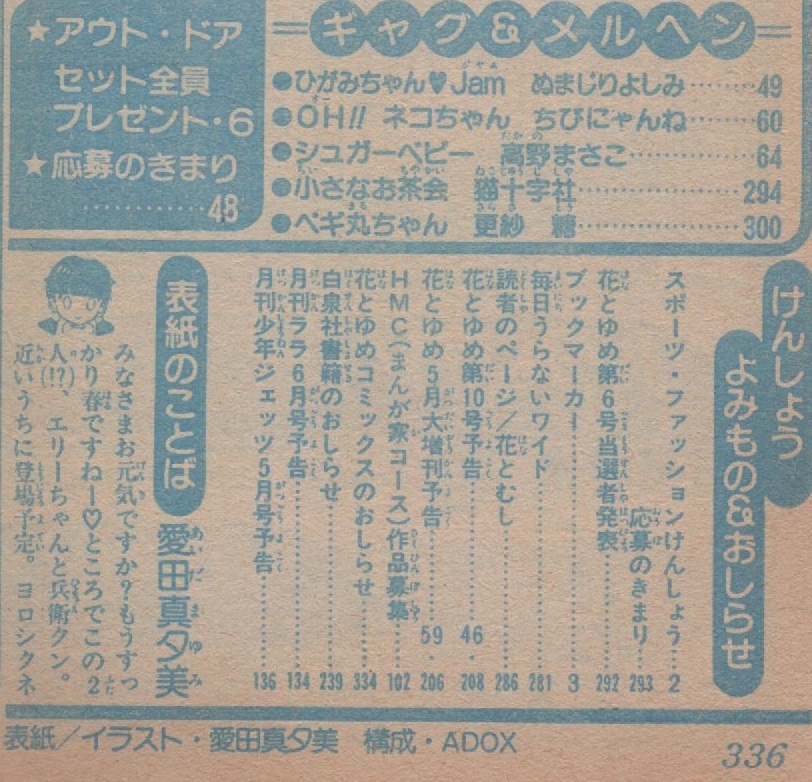 ★アウト・ドア
セット全員
プレゼント・6
★応募のきまり
…………48
ギャグ&メルヘン
●ひがみちゃん♥Jam ぬまじりよしみ………49
●OH!! ネコちゃん ちびにゃんね………60
●シュガーベビー 高野まさこ…………64
●小さなお茶会 猫十字社…………294
●ペギ丸ちゃん 更紗 糖…………300
けんしょう
よみもの&おしらせ
スポーツ・ファッションけんしょう…2
応募のきまり…293
花とゆめ第6号当選者発表…………292
ブックマーカー…………3
毎日うらないワイド…………281
読者のページ/花とむし…………286
花とゆめ第10号予告…………46・208
花とゆめ5月大増刊予告…………59 206
HMC(まんが家コース)作品募集…102
花とゆめコミックスのおしらせ………334
白泉社書籍のおしらせ…………239
月刊ララ6月号予告…………134
月刊少年ジェッツ5月号予告…………136
表紙のことば
愛田真夕美
みなさまお元気ですか?もうすっ
かり春ですねー♡ところでこの2
人!?、エリーちゃんと兵衛クン。
近いうちに登場予定。ヨロシクネ
表紙/イラスト・愛田真夕美 構成・ADOX
336